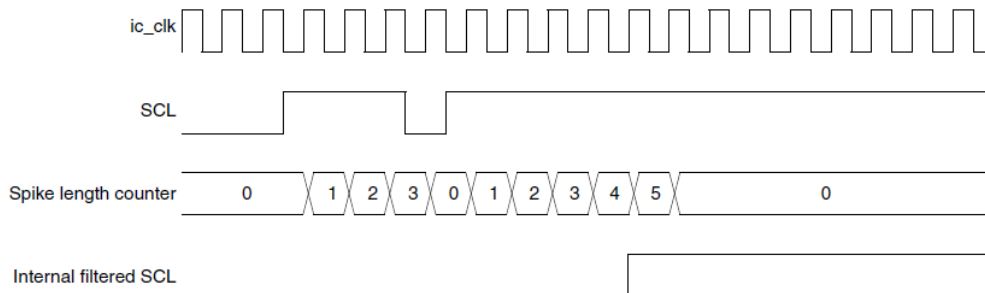 ic_clk
SCL
Spike length counter 0 1 2 3 0 1 2 3 4 5 0
Internal filtered SCL